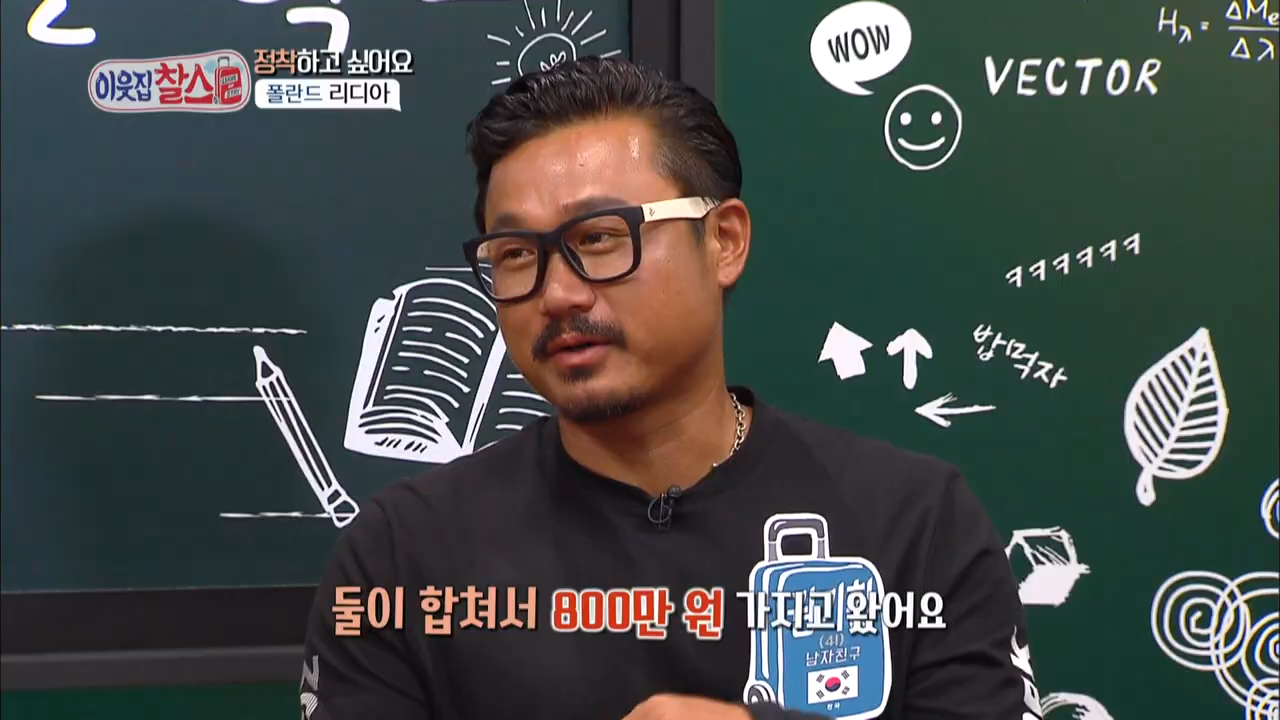 이웃집 찰스
정착하고 싶어요
폴란드 리디아
WOW
VECTOR
ㅋㅋㅋㅋㅋㅋ
밥먹자
둘이 합쳐서 800만 원 가지고 왔어요
(41)
남자친구